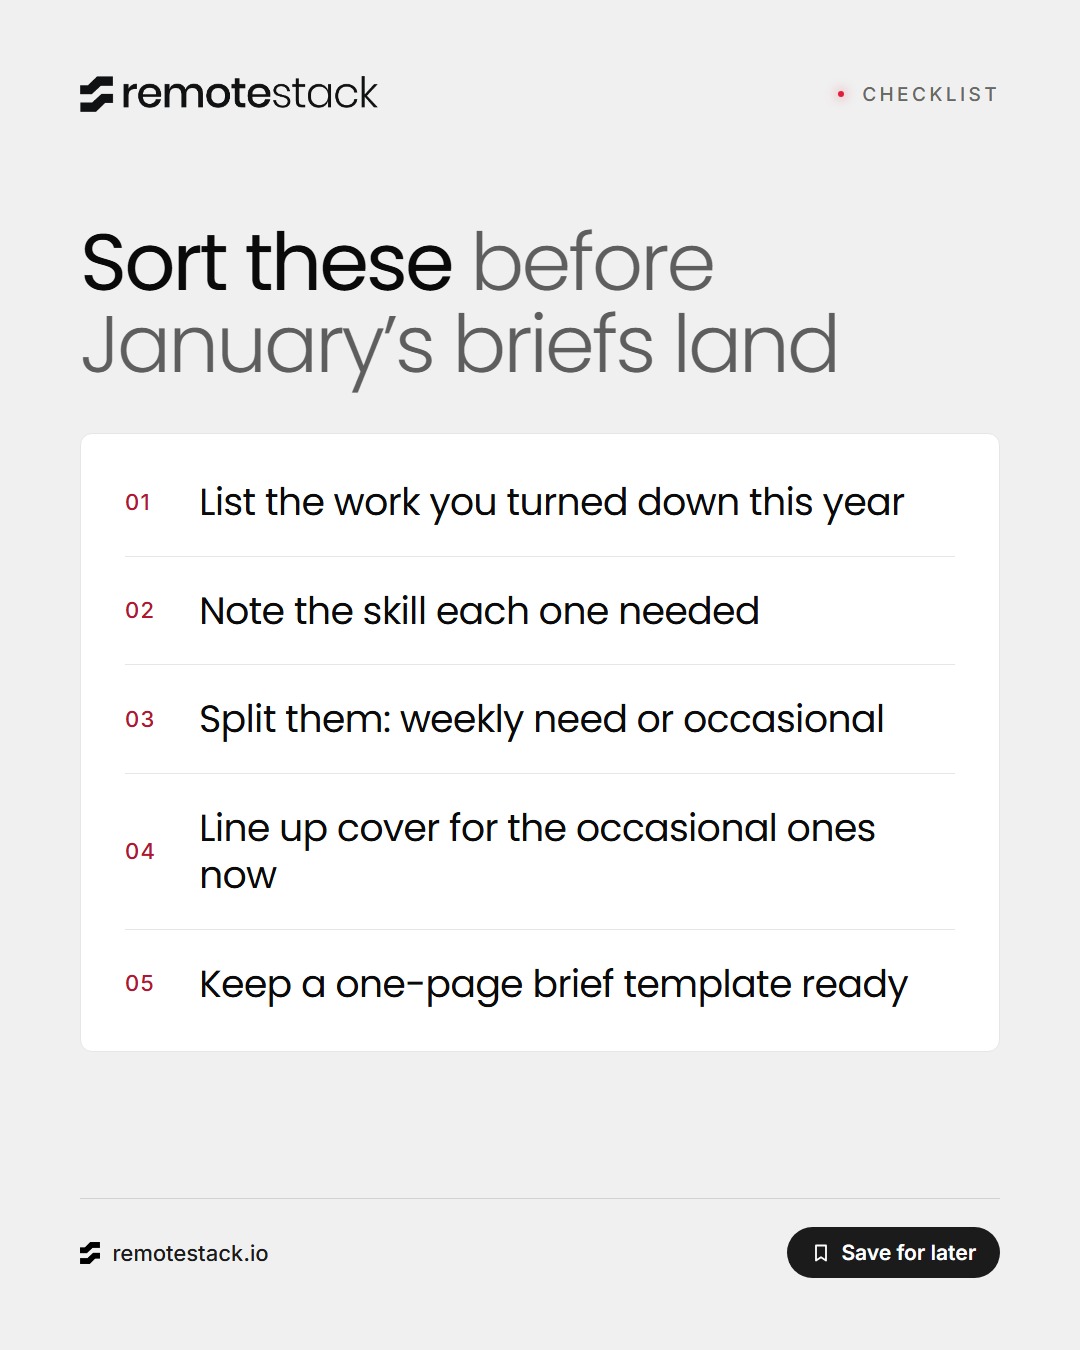 remotestack
CHECKLIST
Sort these before
January’s briefs land
01 List the work you turned down this year
02 Note the skill each one needed
03 Split them: weekly need or occasional
04 Line up cover for the occasional ones
now
05 Keep a one-page brief template ready
remotestack.io
Save for later